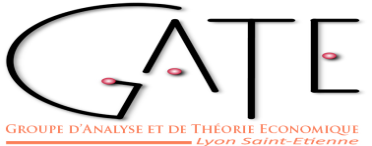 GATE
GROUPE D'ANALYSE ET DE THÉORIE ECONOMIQUE
Lyon Saint-Etienne